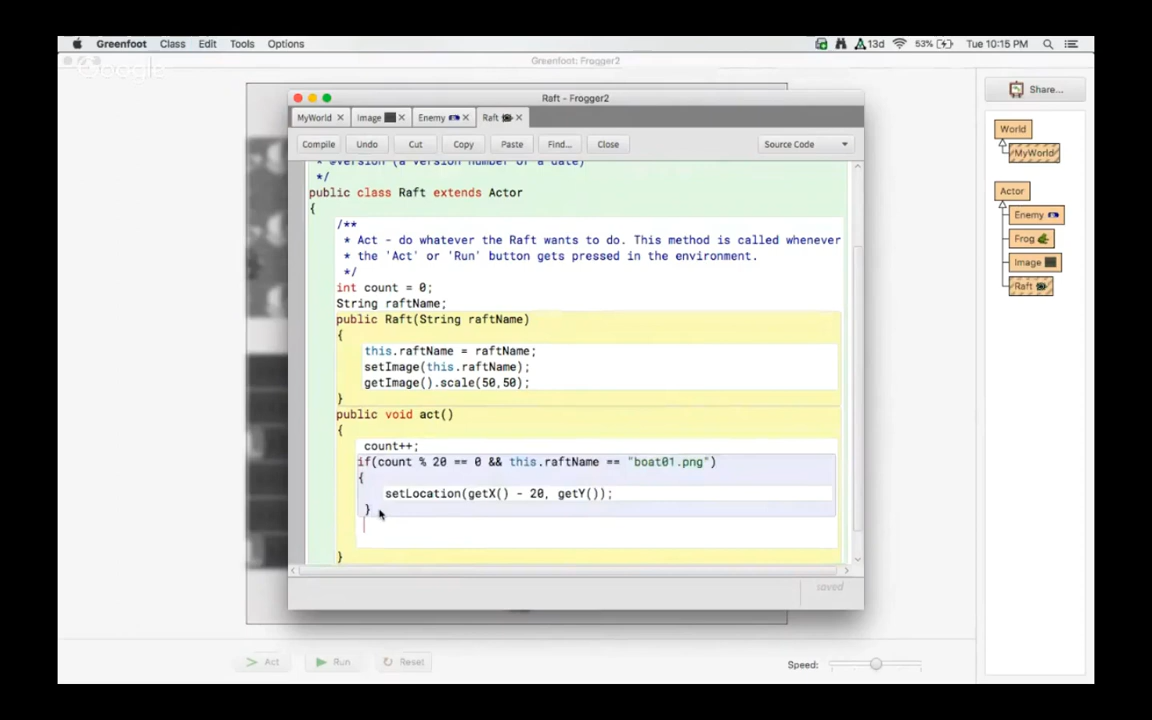 Greenfoot Class Edit Tools Options 13d 53% Tue 10:15 PM
Google
Greenfoot: Frogger2
Share...
Raft - Frogger2
MyWorld Image Enemy Raft
Compile Undo Cut Copy Paste Find... Close Source Code
* @version (a version number or a date)
*/
public class Raft extends Actor
{
/**
* Act - do whatever the Raft wants to do. This method is called whenever
* the 'Act' or 'Run' button gets pressed in the environment.
*/
int count = 0;
String raftName;
public Raft(String raftName)
{
this.raftName = raftName;
setImage(this.raftName);
getImage().scale(50,50);
}
public void act()
{
count++;
if(count % 20 == 0 && this.raftName == "boat01.png")
{
setLocation(getX() - 20, getY());
}
}
saved
World
MyWorld
Actor
Enemy
Frog
Image
Raft
Act Run Reset Speed: